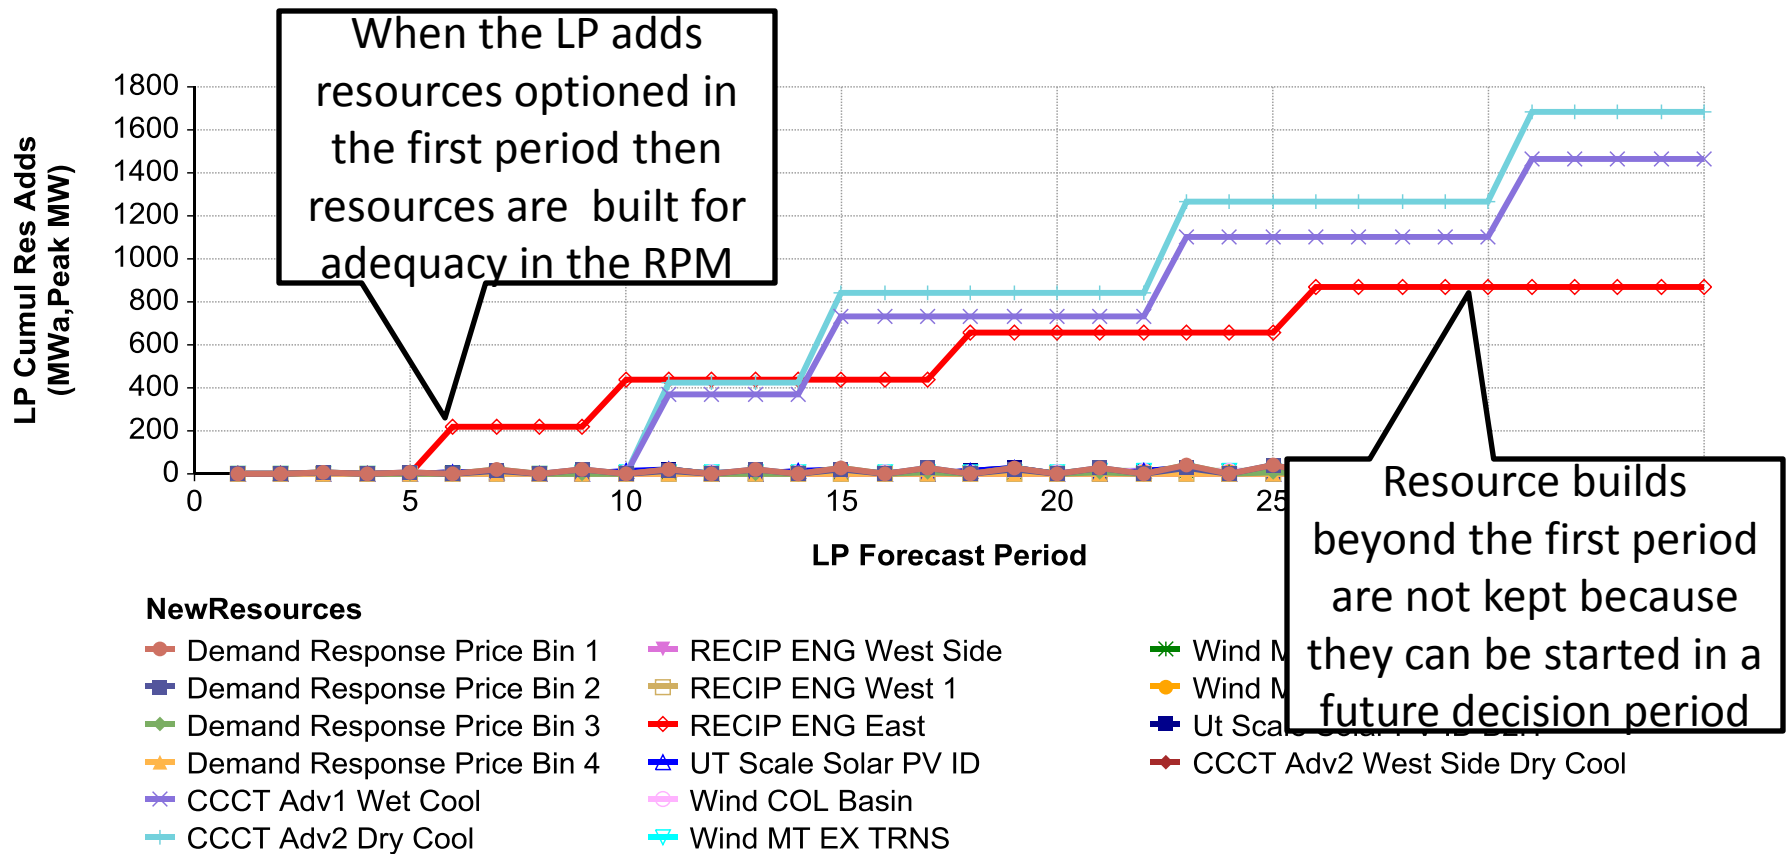 When the LP adds
resources optioned in
the first period then
resources are built for
adequacy in the RPM
LP Cumul Res Adds
(MWa,Peak MW)
1800
1600
1400
1200
1000
800
600
400
200
0
0 5 10 15 20 25
LP Forecast Period
Resource builds
beyond the first period
are not kept because
they can be started in a
future decision period
NewResources
Demand Response Price Bin 1
Demand Response Price Bin 2
Demand Response Price Bin 3
Demand Response Price Bin 4
CCCT Adv1 Wet Cool
CCCT Adv2 Dry Cool
RECIP ENG West Side
RECIP ENG West 1
RECIP ENG East
UT Scale Solar PV ID
Wind COL Basin
Wind MT EX TRNS
Wind
Wind
Ut Scale Solar PV ID
CCCT Adv2 West Side Dry Cool